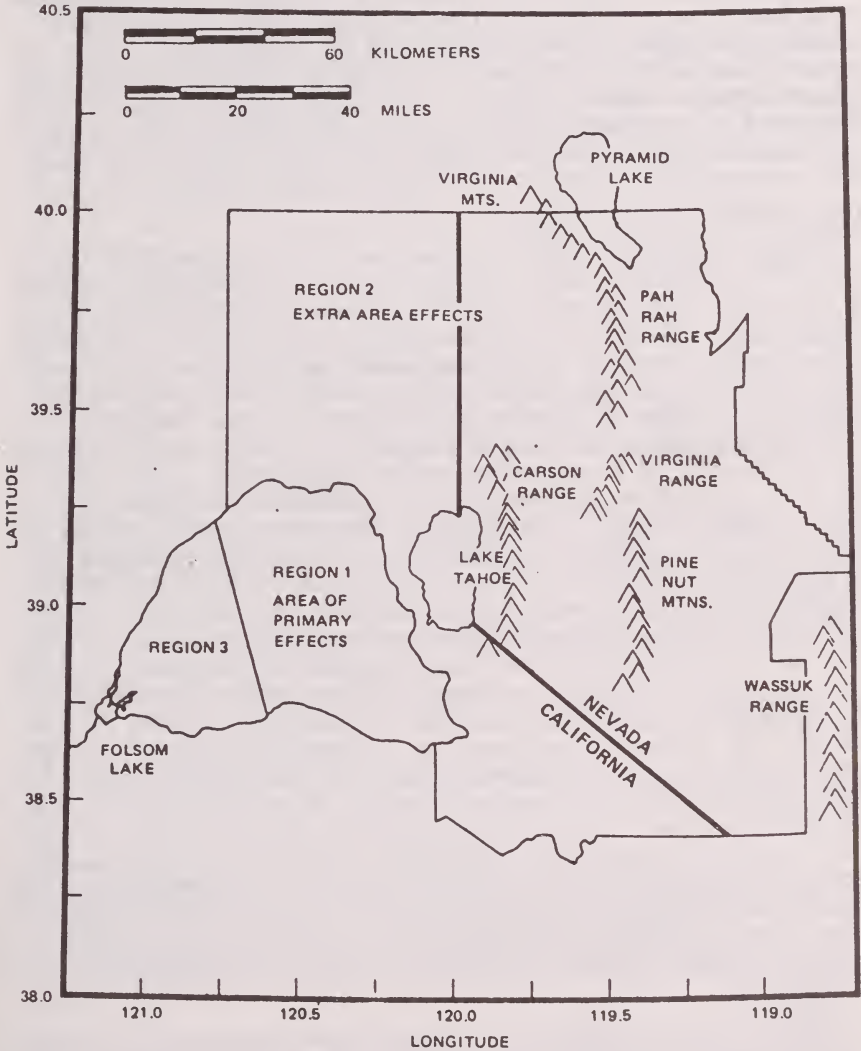 40.5
0 60 KILOMETERS
0 20 40 MILES
PYRAMID
LAKE
VIRGINIA
MTS.
40.0
REGION 2
EXTRA AREA EFFECTS
PAH
RAH
RANGE
39.5
LATITUDE
CARSON
RANGE
VIRGINIA
RANGE
LAKE
TAHOE
PINE
NUT
MTNS.
39.0
REGION 1
AREA OF
PRIMARY
EFFECTS
REGION 3
WASSUK
RANGE
NEVADA
CALIFORNIA
FOLSOM
LAKE
38.5
38.0
121.0 120.5 120.0 119.5 119.0
LONGITUDE